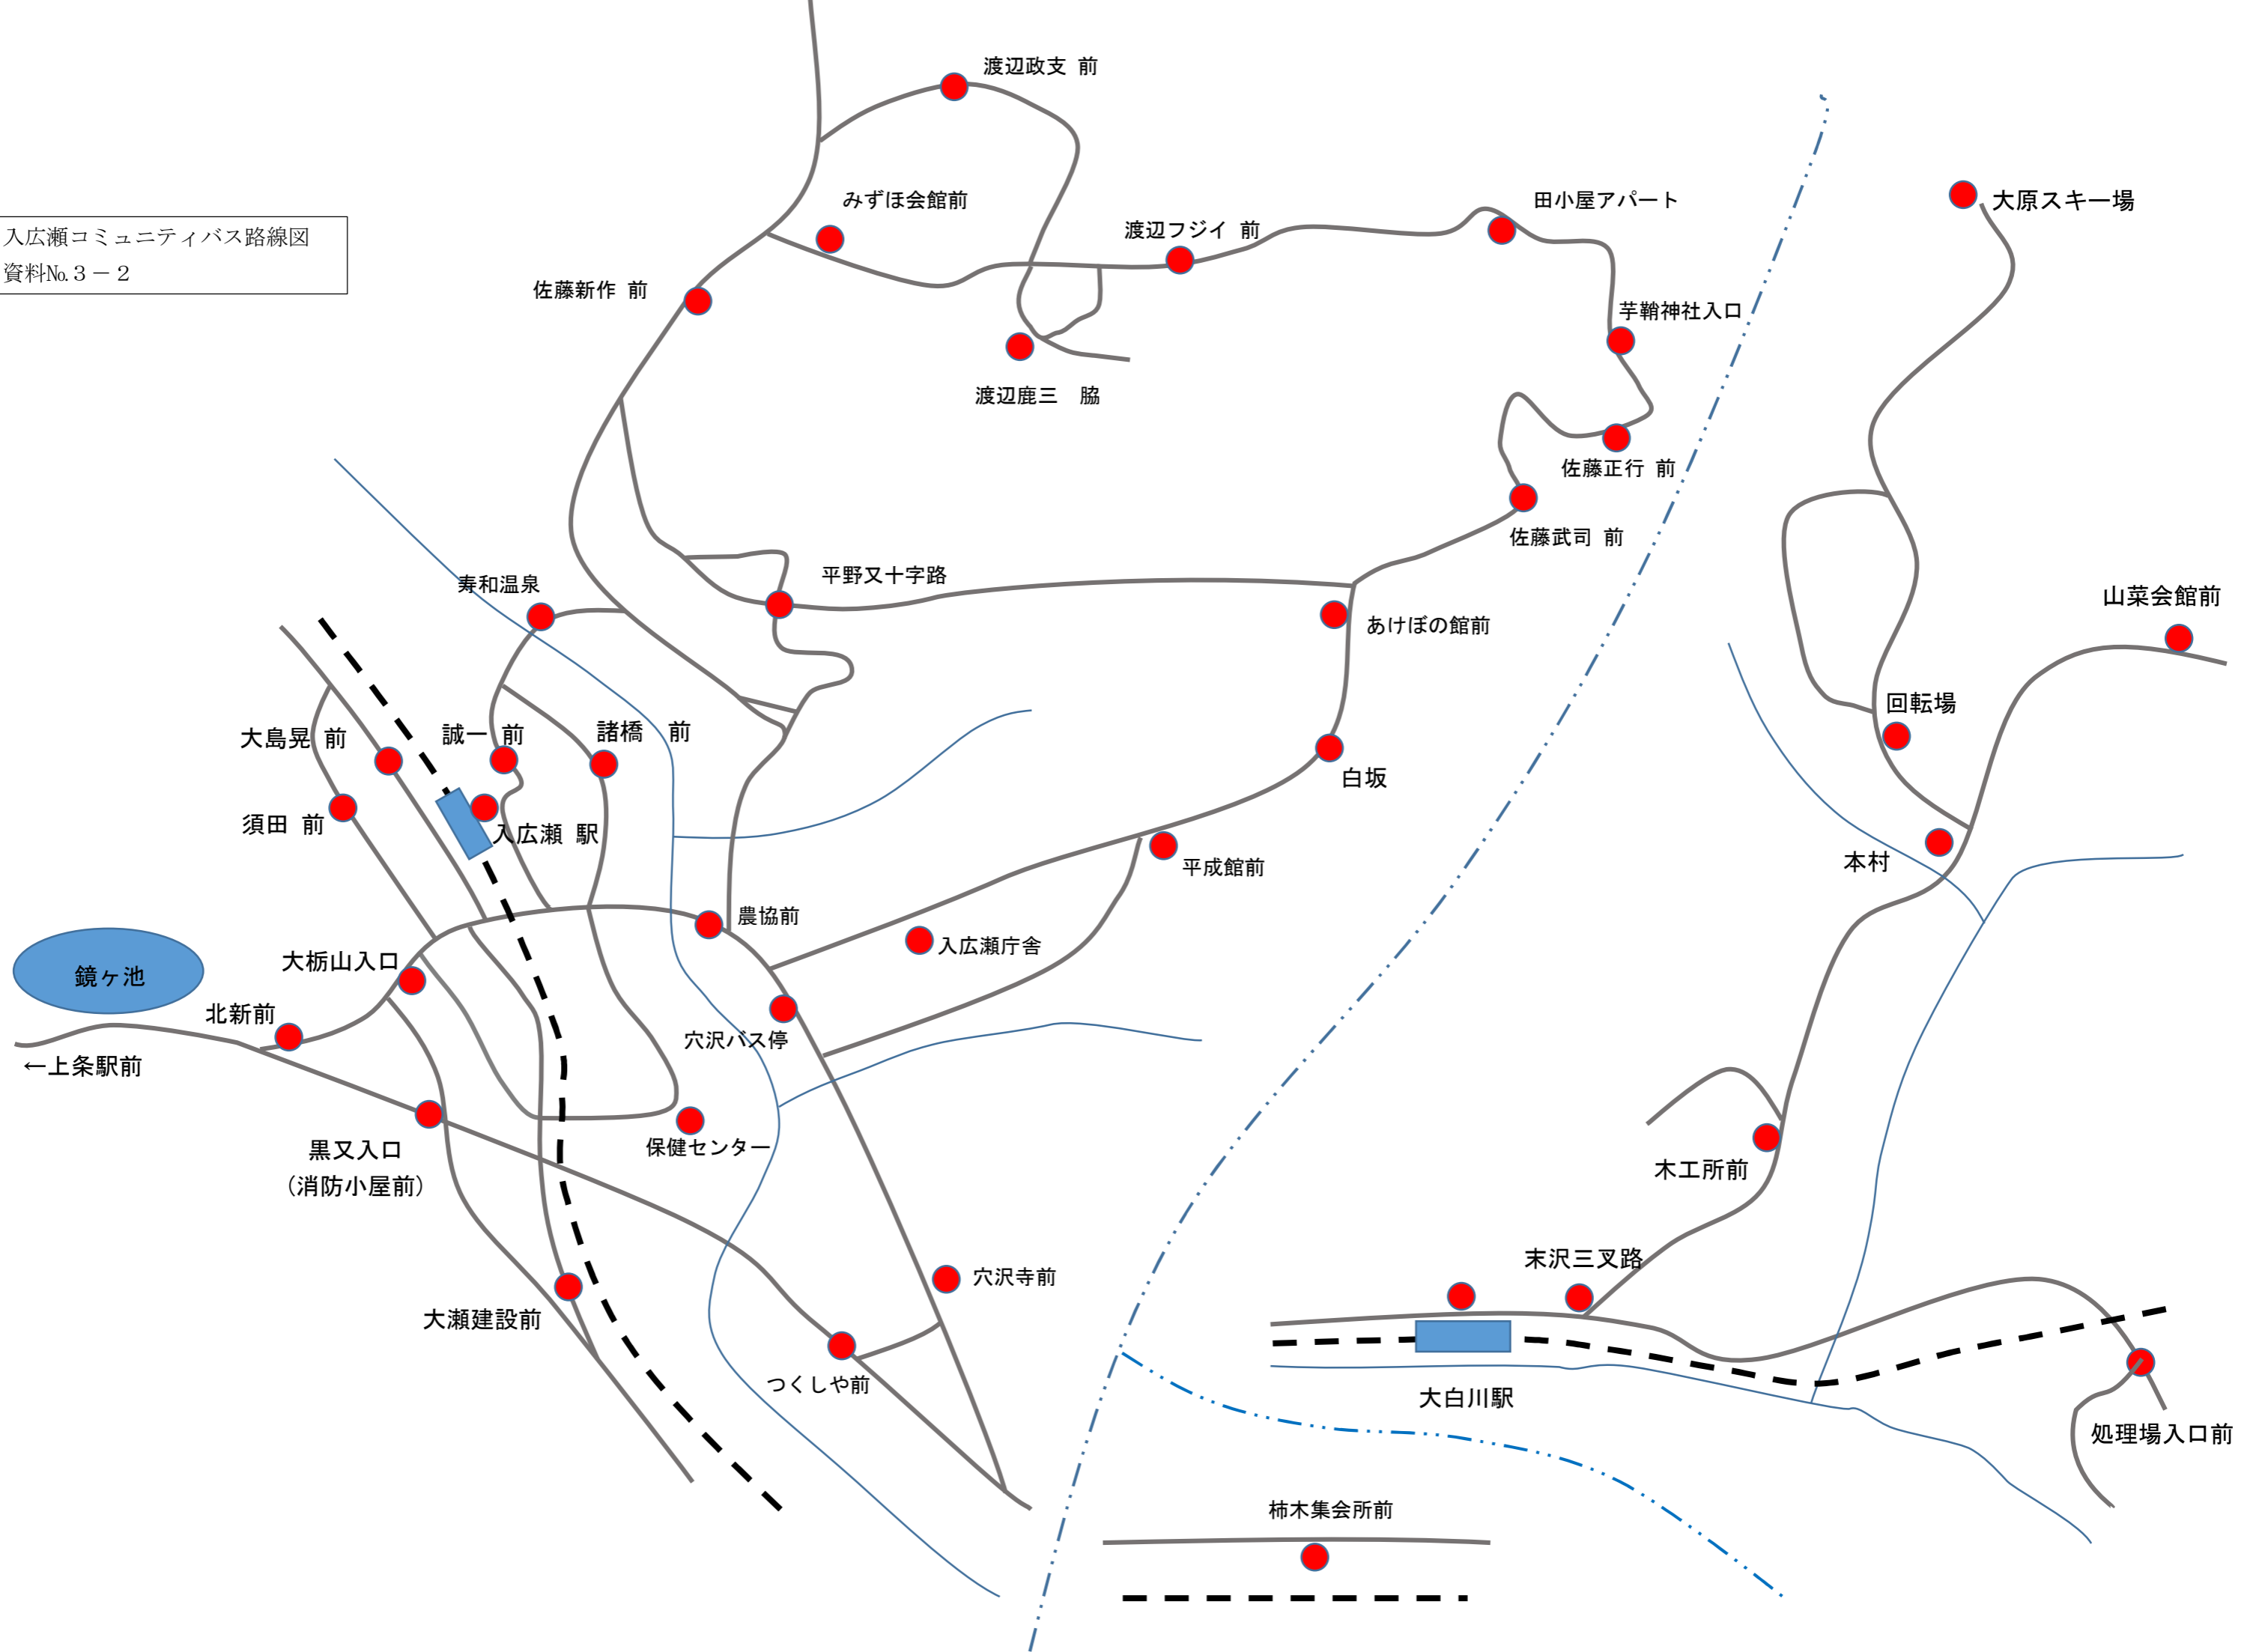 渡辺政支 前
みずほ会館前
田小屋アパート
大原スキー場
渡辺フジイ 前
入広瀬コミュニティバス路線図
資料№３－２
佐藤新作 前
芋鞘神社入口
渡辺鹿三 脇
佐藤正行 前
佐藤武司 前
寿和温泉
平野又十字路
あけぼの館前
山菜会館前
回転場
大島晃 前
誠一 前
諸橋 前
白坂
須田 前
入広瀬 駅
本村
平成館前
農協前
入広瀬庁舎
大栃山入口
鏡ヶ池
北新前
穴沢バス停
←上条駅前
黒又入口
（消防小屋前）
保健センター
木工所前
末沢三叉路
穴沢寺前
大瀬建設前
つくしや前
大白川駅
処理場入口前
柿木集会所前